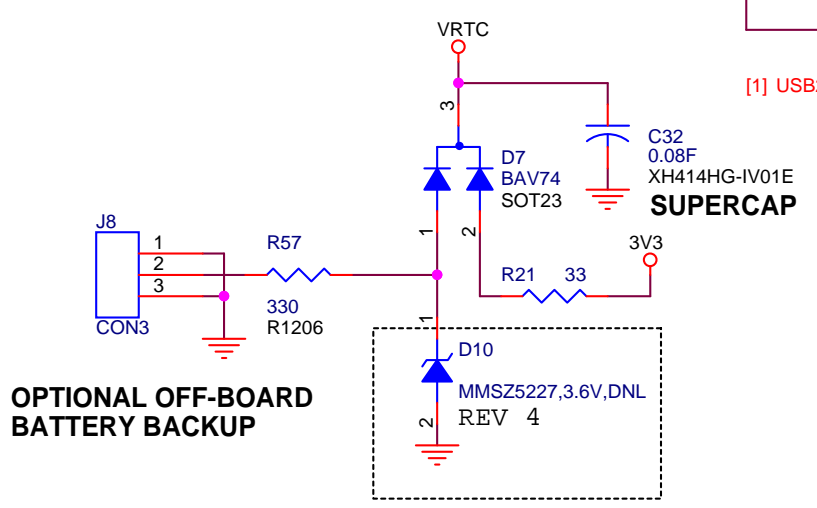 VRTC
[1] USB2
3
D7
BAV74
SOT23
C32
0.08F
XH414HG-IV01E
SUPERCAP
J8
1
2
3
CON3
R57
330
R1206
1
2
3V3
R21 33
1
D10
MMSZ5227,3.6V,DNL
REV 4
2
OPTIONAL OFF-BOARD
BATTERY BACKUP